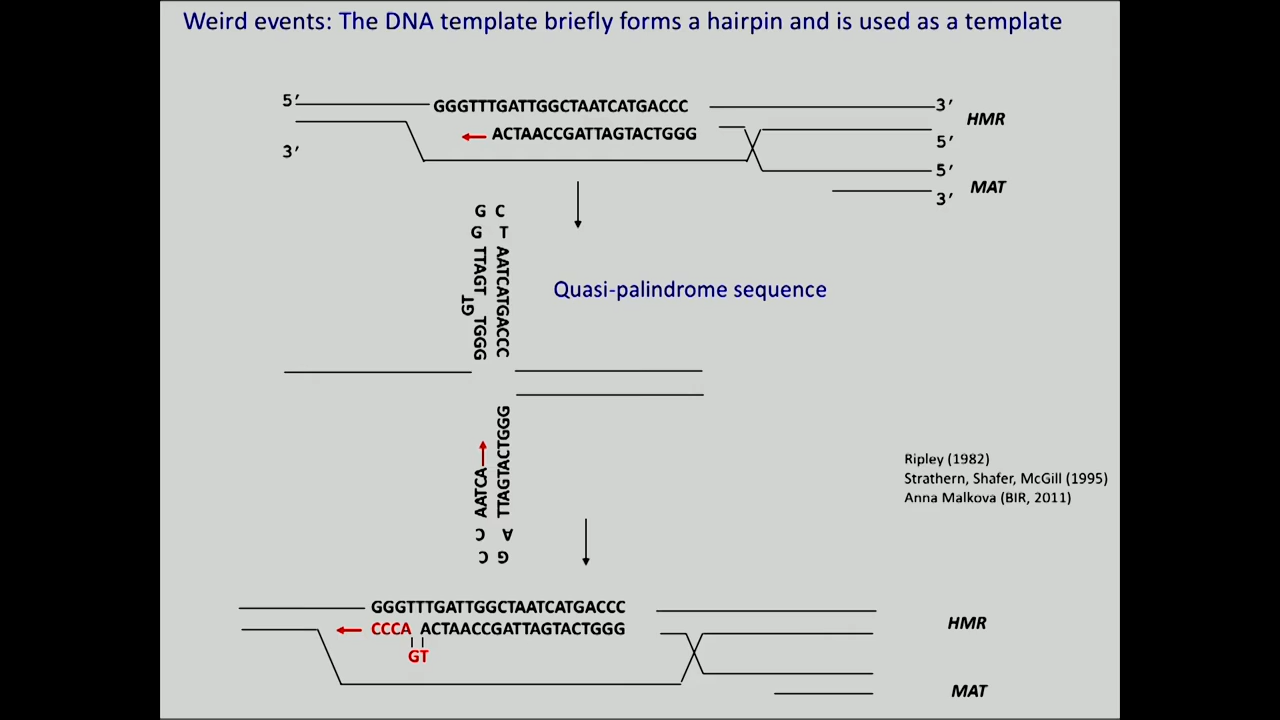 Weird events: The DNA template briefly forms a hairpin and is used as a template
5′ GGGTTTGATTGGCTAATCATGACCC 3′
HMR
ACTAACCGATTAGTACTGGG
5′
3′
5′
MAT
3′
G C
G T
TTAGT AATCATGACCC
GT
GGGT
Quasi-palindrome sequence
TTAGTACTGGG
AATCA
C A
C G
Ripley (1982)
Strathern, Shafer, McGill (1995)
Anna Malkova (BIR, 2011)
GGGTTTGATTGGCTAATCATGACCC
HMR
CCCA ACTAACCGATTAGTACTGGG
GT
MAT